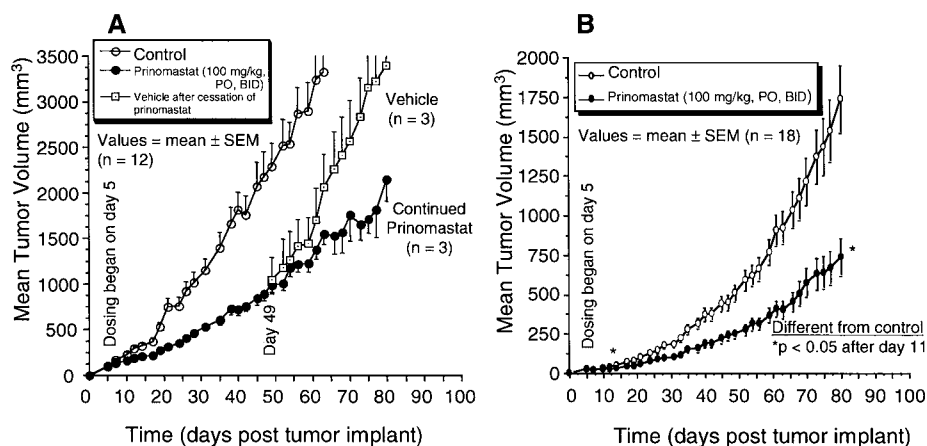 A
Mean Tumor Volume (mm³)
3500
3000
2500
2000
1500
1000
500
0
Control
Prinomastat (100 mg/kg,
PO, BID)
Vehicle after cessation of
prinomastat
Values = mean ± SEM
(n = 12)
Dosing began on day 5
Day 49
Vehicle
(n = 3)
Continued
Prinomastat
(n = 3)
0 10 20 30 40 50 60 70 80 90 100
Time (days post tumor implant)
B
Mean Tumor Volume (mm³)
2000
1750
1500
1250
1000
750
500
250
0
Control
Prinomastat (100 mg/kg, PO, BID)
Values = mean ± SEM (n = 18)
Dosing began on day 5
*
*
Different from control
*p < 0.05 after day 11
0 10 20 30 40 50 60 70 80 90 100
Time (days post tumor implant)